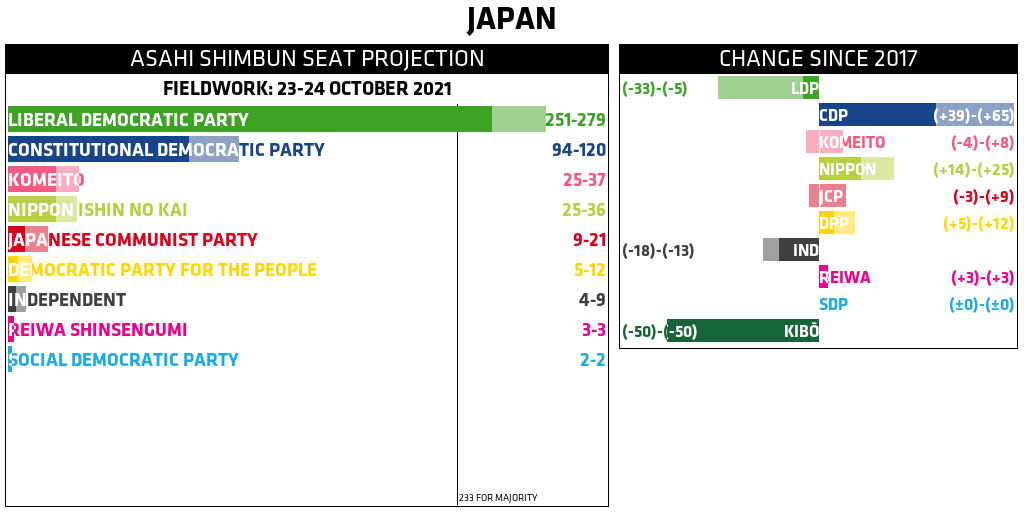 JAPAN
ASAHI SHIMBUN SEAT PROJECTION
FIELDWORK: 23-24 OCTOBER 2021
LIBERAL DEMOCRATIC PARTY 251-279
CONSTITUTIONAL DEMOCRATIC PARTY 94-120
KOMEITO 25-37
NIPPON ISHIN NO KAI 25-36
JAPANESE COMMUNIST PARTY 9-21
DEMOCRATIC PARTY FOR THE PEOPLE 5-12
INDEPENDENT 4-9
REIWA SHINSENGUMI 3-3
SOCIAL DEMOCRATIC PARTY 2-2
233 FOR MAJORITY
CHANGE SINCE 2017
(-33)-(-5) LDP
CDP (+39)-(+65)
KOMEITO (-4)-(+8)
NIPPON (+14)-(+25)
JCP (-3)-(+9)
DPP (+5)-(+12)
(-18)-(-13) IND
REIWA (+3)-(+3)
SDP (±0)-(±0)
(-50)-(-50) KIBŌ